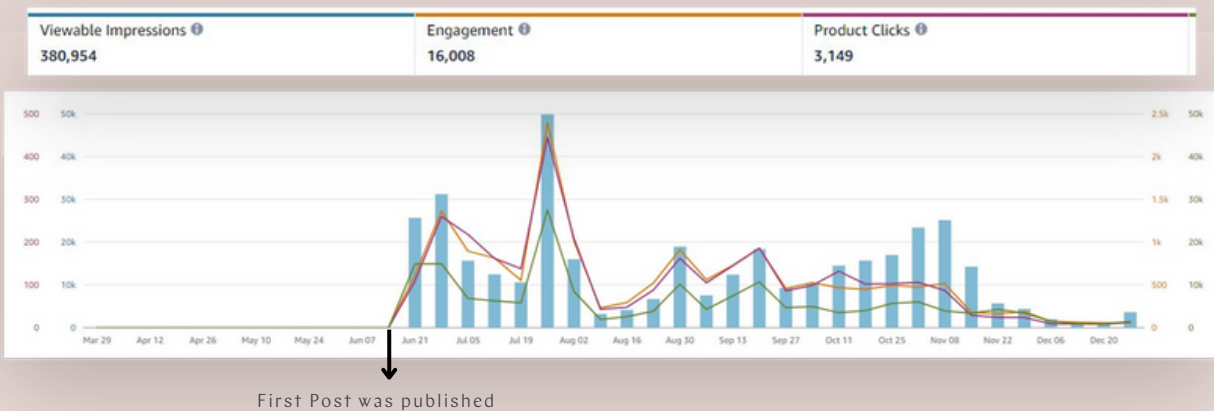 Viewable Impressions
Engagement
Product Clicks
380,954
16,008
3,149
500 50k 2.5k 50k
400 40k 2k 40k
300 30k 1.5k 30k
200 20k 1k 20k
100 10k 500 10k
0 0 0 0
Mar 29 Apr 12 Apr 26 May 10 May 24 Jun 07 Jun 21 Jul 05 Jul 19 Aug 02 Aug 16 Aug 30 Sep 13 Sep 27 Oct 11 Oct 25 Nov 08 Nov 22 Dec 06 Dec 20
First Post was published